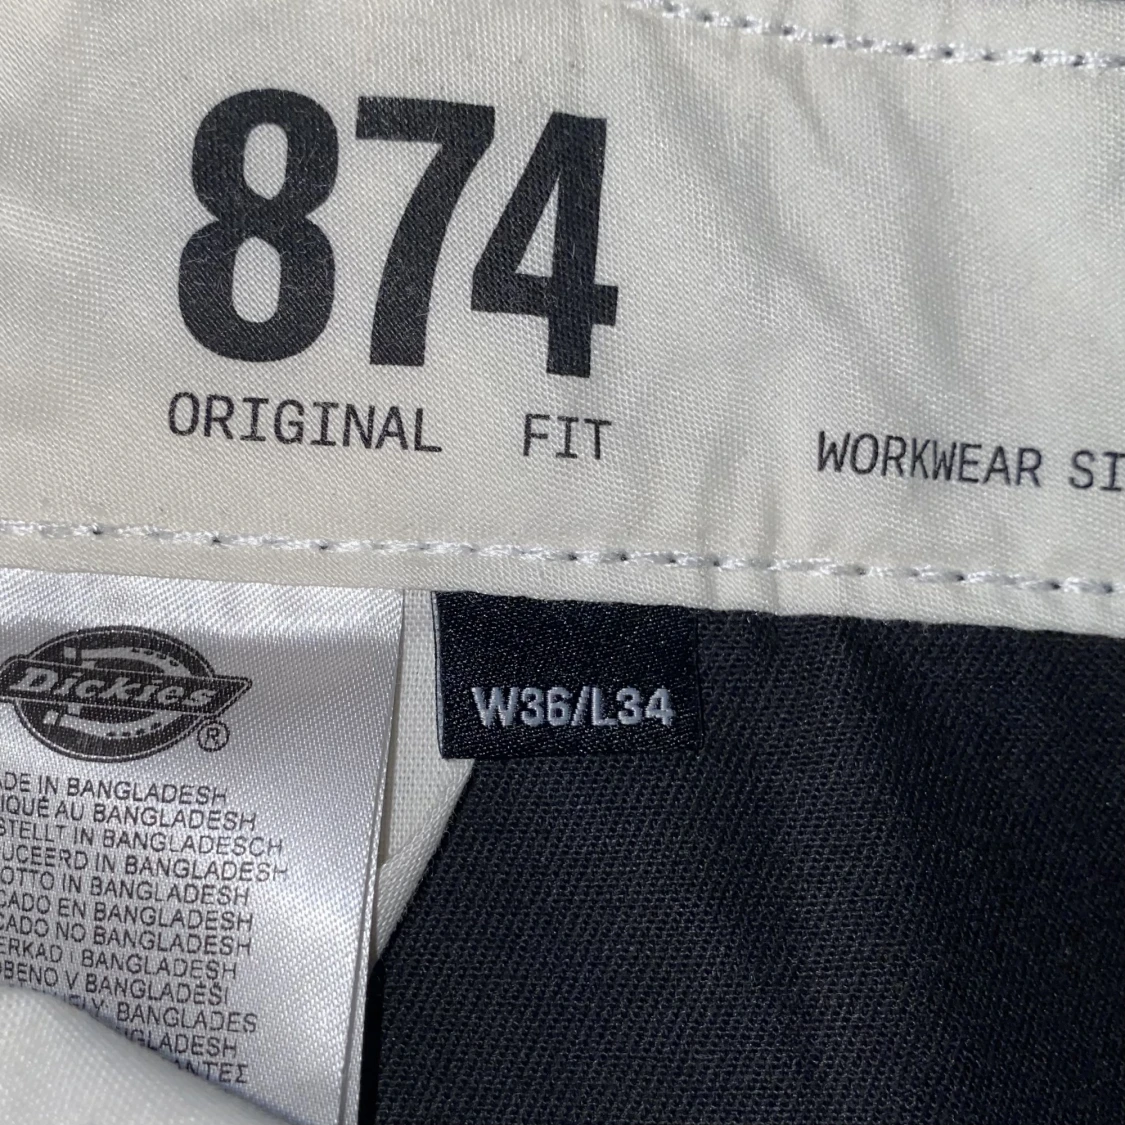 874
ORIGINAL FIT
WORKWEAR
W36/L34
Dickies
®
IN BANGLADESH
AU BANGLADESH
IN BANGLADESCH
IN BANGLADESH
IN BANGLADESH
EN BANGLADESH
NO BANGLADESH
I BANGLADESH
V BANGLADÉŠI
BANGLADES